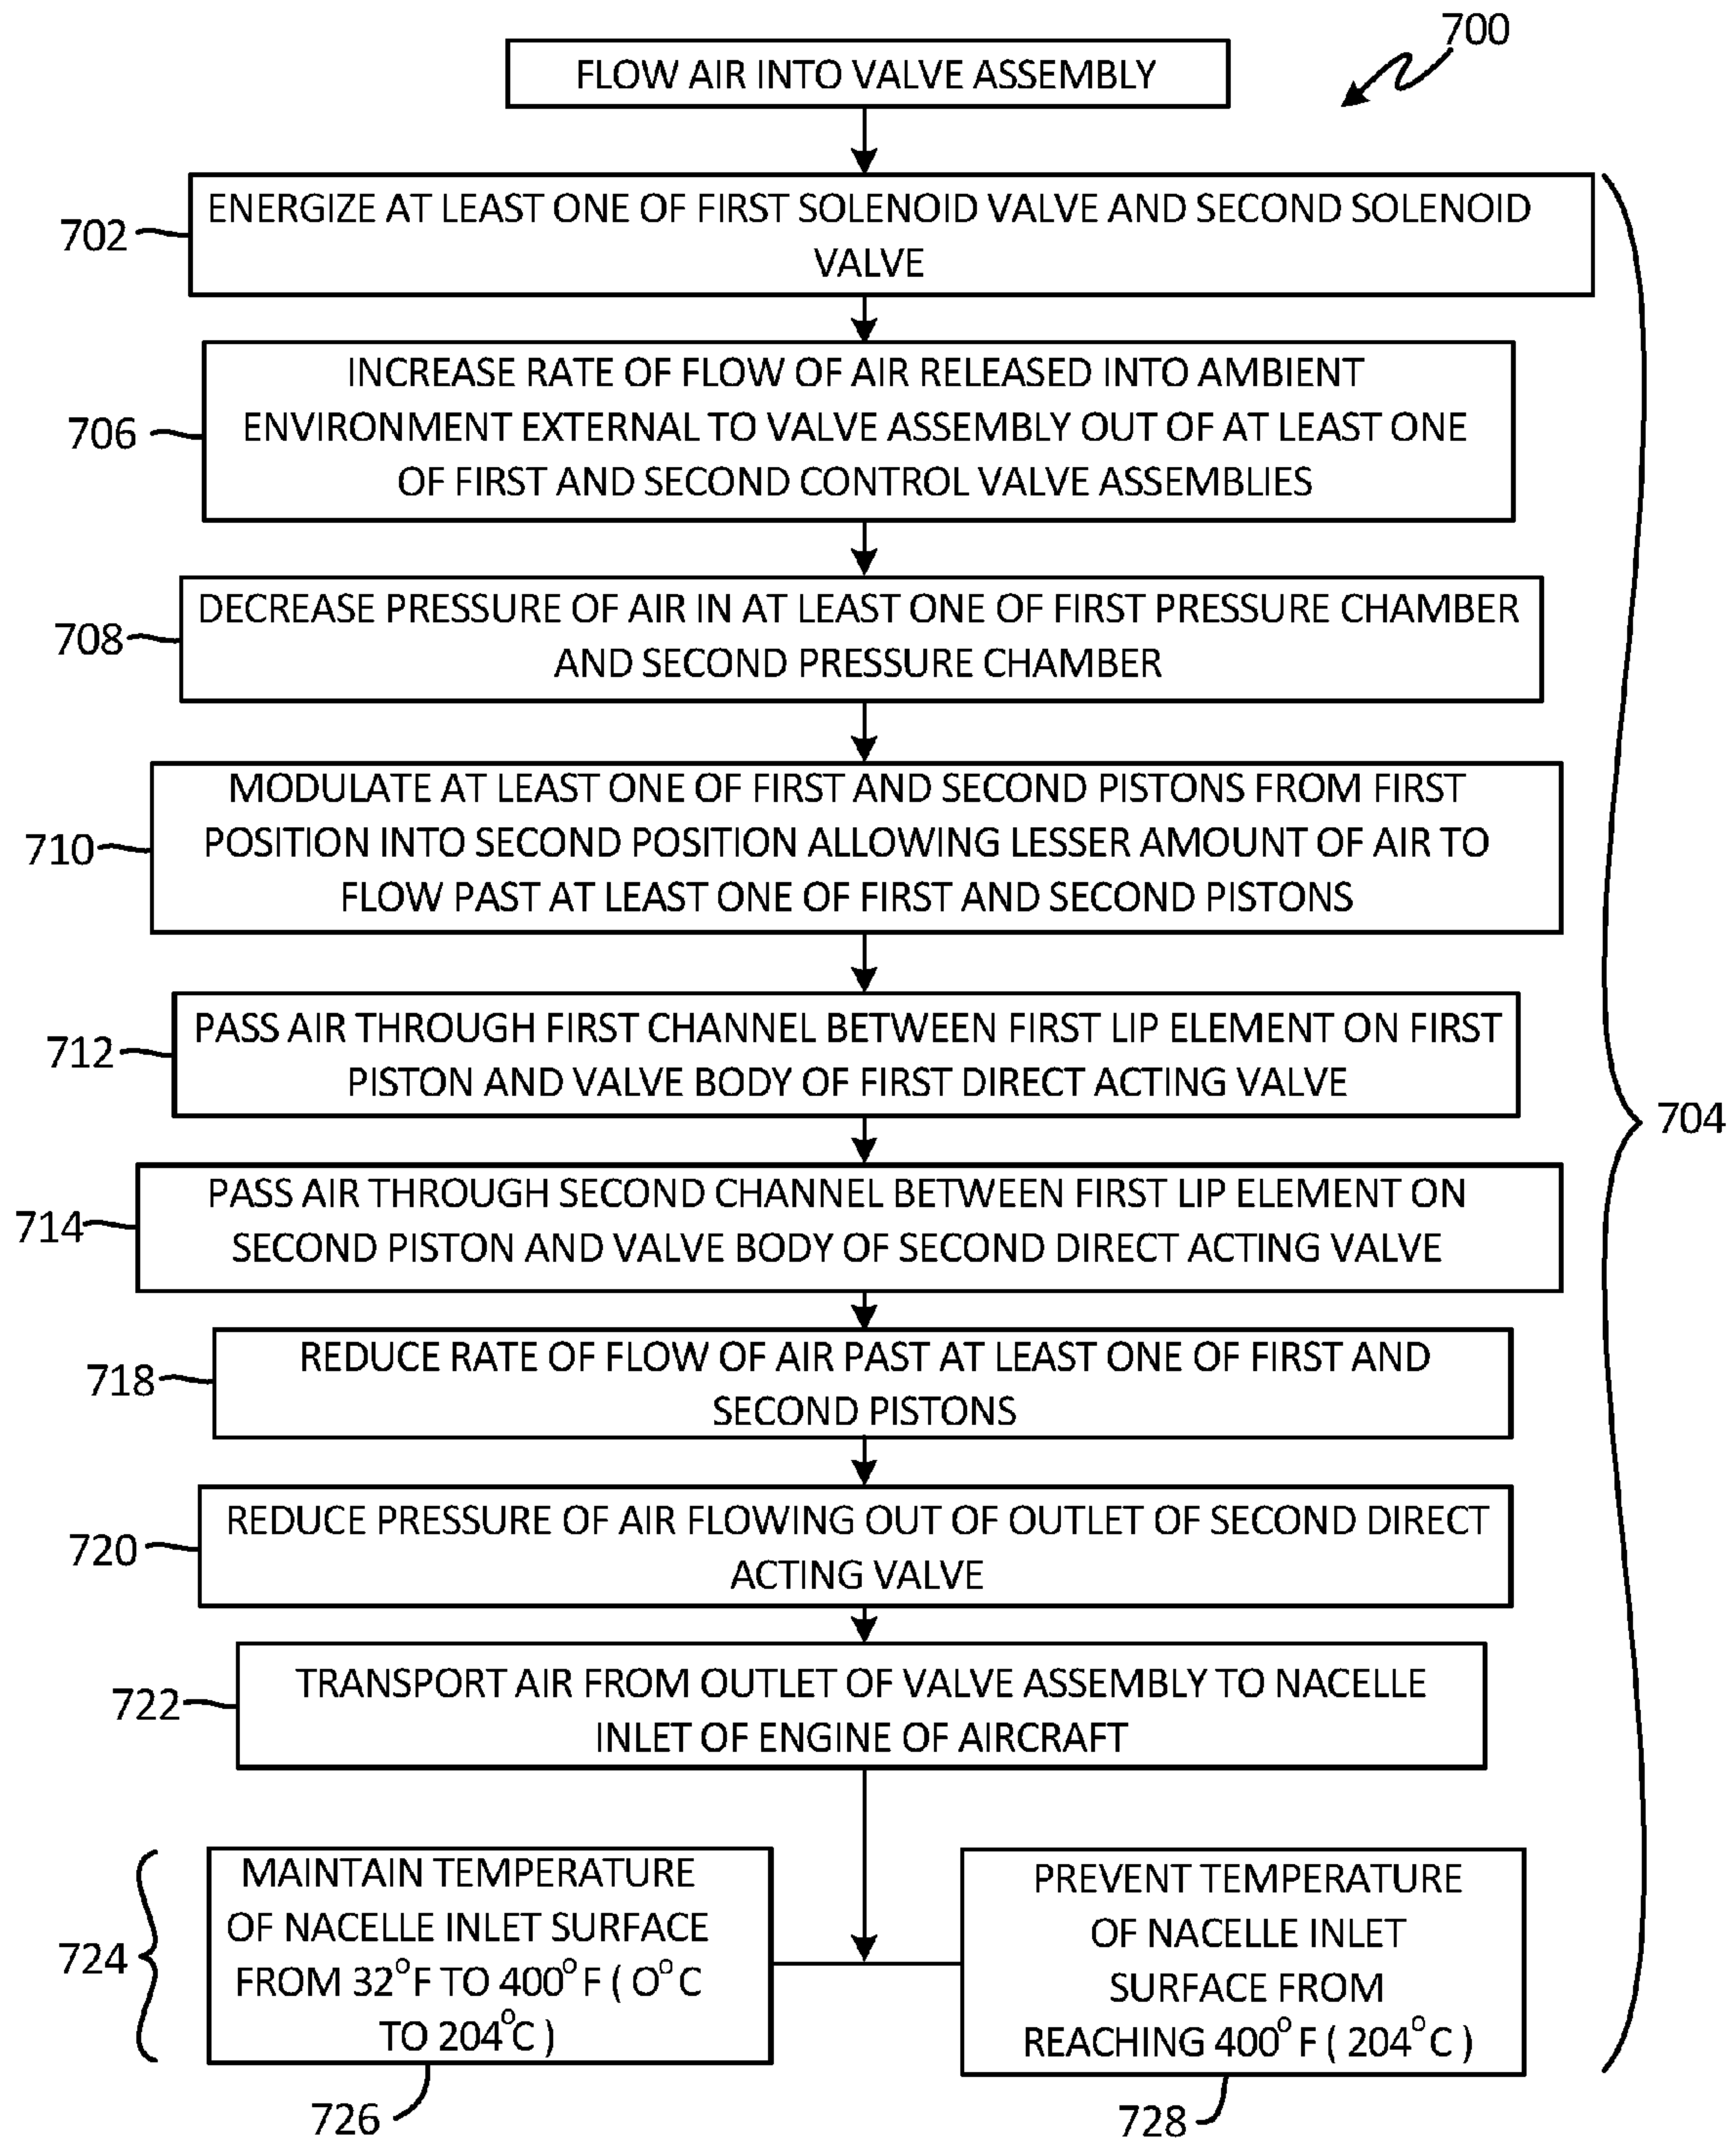 700
FLOW AIR INTO VALVE ASSEMBLY
702
ENERGIZE AT LEAST ONE OF FIRST SOLENOID VALVE AND SECOND SOLENOID
VALVE
706
INCREASE RATE OF FLOW OF AIR RELEASED INTO AMBIENT
ENVIRONMENT EXTERNAL TO VALVE ASSEMBLY OUT OF AT LEAST ONE
OF FIRST AND SECOND CONTROL VALVE ASSEMBLIES
708
DECREASE PRESSURE OF AIR IN AT LEAST ONE OF FIRST PRESSURE CHAMBER
AND SECOND PRESSURE CHAMBER
710
MODULATE AT LEAST ONE OF FIRST AND SECOND PISTONS FROM FIRST
POSITION INTO SECOND POSITION ALLOWING LESSER AMOUNT OF AIR TO
FLOW PAST AT LEAST ONE OF FIRST AND SECOND PISTONS
712
PASS AIR THROUGH FIRST CHANNEL BETWEEN FIRST LIP ELEMENT ON FIRST
PISTON AND VALVE BODY OF FIRST DIRECT ACTING VALVE
704
714
PASS AIR THROUGH SECOND CHANNEL BETWEEN FIRST LIP ELEMENT ON
SECOND PISTON AND VALVE BODY OF SECOND DIRECT ACTING VALVE
718
REDUCE RATE OF FLOW OF AIR PAST AT LEAST ONE OF FIRST AND
SECOND PISTONS
720
REDUCE PRESSURE OF AIR FLOWING OUT OF OUTLET OF SECOND DIRECT
ACTING VALVE
722
TRANSPORT AIR FROM OUTLET OF VALVE ASSEMBLY TO NACELLE
INLET OF ENGINE OF AIRCRAFT
724
MAINTAIN TEMPERATURE
OF NACELLE INLET SURFACE
FROM 32°F TO 400°F ( O°C
TO 204°C )
726
PREVENT TEMPERATURE
OF NACELLE INLET
SURFACE FROM
REACHING 400°F ( 204°C )
728